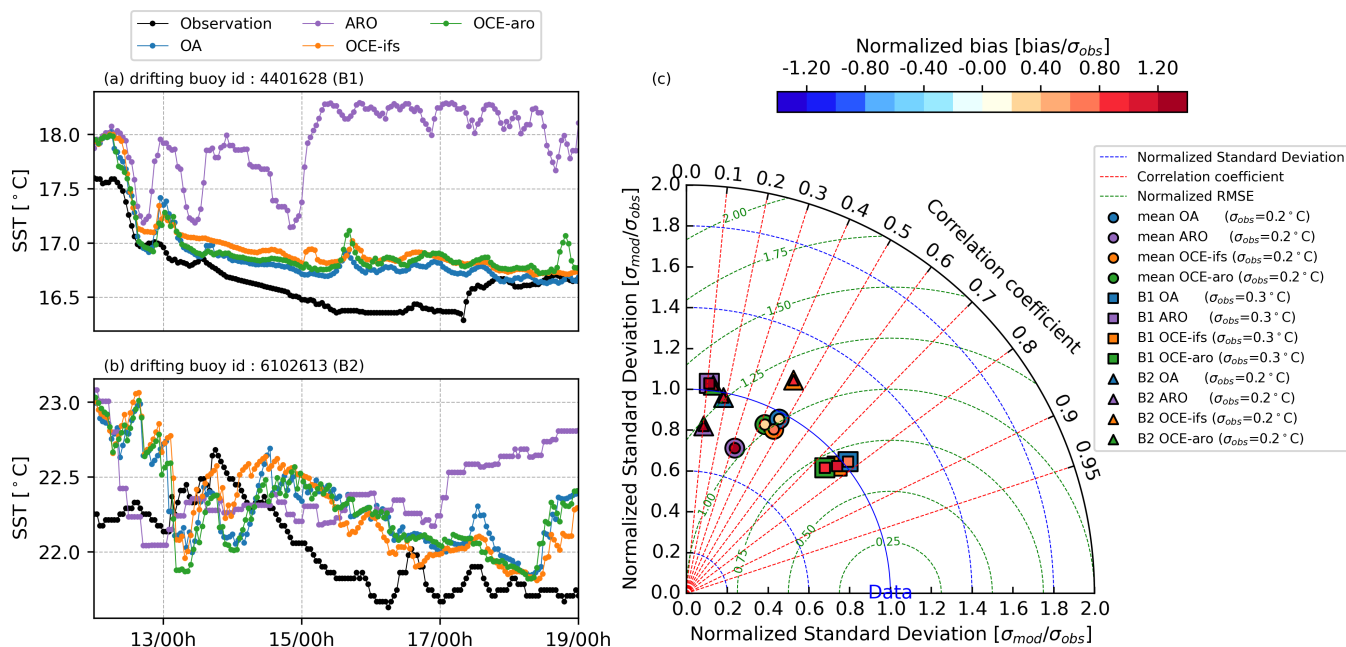 Observation
OA
ARO
OCE-ifs
OCE-aro
(a) drifting buoy id : 4401628 (B1)
SST [°C]
18.0
17.5
17.0
16.5
(b) drifting buoy id : 6102613 (B2)
SST [°C]
23.0
22.5
22.0
13/00h 15/00h 17/00h 19/00h
(c)
Normalized bias [bias/σobs]
-1.20 -0.80 -0.40 -0.00 0.40 0.80 1.20
Normalized Standard Deviation
Correlation coefficient
Normalized RMSE
mean OA (σobs=0.2°C)
mean ARO (σobs=0.2°C)
mean OCE-ifs (σobs=0.2°C)
mean OCE-aro (σobs=0.2°C)
B1 OA (σobs=0.3°C)
B1 ARO (σobs=0.3°C)
B1 OCE-ifs (σobs=0.3°C)
B1 OCE-aro (σobs=0.3°C)
B2 OA (σobs=0.2°C)
B2 ARO (σobs=0.2°C)
B2 OCE-ifs (σobs=0.2°C)
B2 OCE-aro (σobs=0.2°C)
Correlation coefficient
0.0 0.1 0.2 0.3 0.4 0.5 0.6 0.7 0.8 0.9 0.95
Normalized Standard Deviation [σmod/σobs]
2.0
1.8
1.6
1.4
1.2
1.0
0.8
0.6
0.4
0.2
0.0
2.00
1.75
1.50
1.25
1.00
0.75
0.50
0.25
Data
0.0 0.2 0.4 0.6 0.8 1.0 1.2 1.4 1.6 1.8 2.0
Normalized Standard Deviation [σmod/σobs]